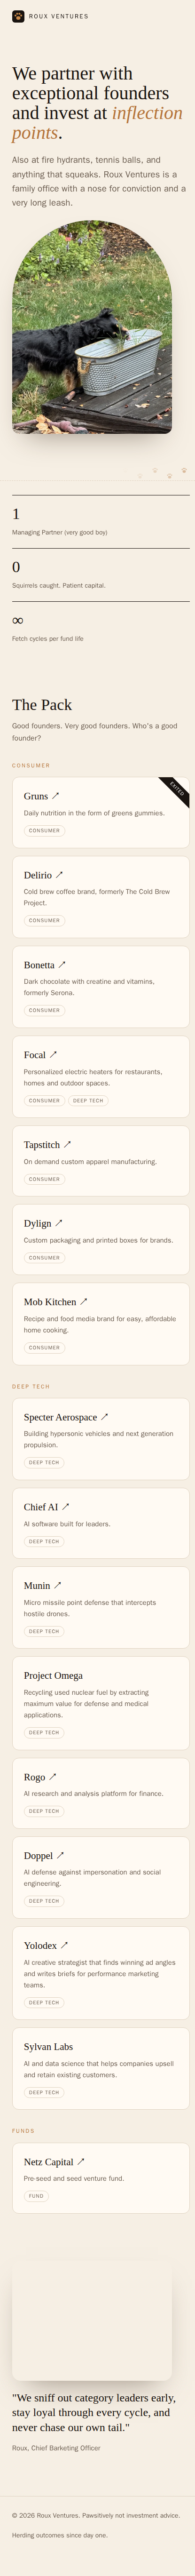 ROUX VENTURES
We partner with
exceptional founders
and invest at inflection
points.
Also at fire hydrants, tennis balls, and
anything that squeaks. Roux Ventures is a
family office with a nose for conviction and a
very long leash.
1
Managing Partner (very good boy)
0
Squirrels caught. Patient capital.
∞
Fetch cycles per fund life
The Pack
Good founders. Very good founders. Who's a good
founder?
CONSUMER
EXITED
Gruns ↗
Daily nutrition in the form of greens gummies.
CONSUMER
Delirio ↗
Cold brew coffee brand, formerly The Cold Brew
Project.
CONSUMER
Bonetta ↗
Dark chocolate with creatine and vitamins,
formerly Serona.
CONSUMER
Focal ↗
Personalized electric heaters for restaurants,
homes and outdoor spaces.
CONSUMER DEEP TECH
Tapstitch ↗
On demand custom apparel manufacturing.
CONSUMER
Dylign ↗
Custom packaging and printed boxes for brands.
CONSUMER
Mob Kitchen ↗
Recipe and food media brand for easy, affordable
home cooking.
CONSUMER
DEEP TECH
Specter Aerospace ↗
Building hypersonic vehicles and next generation
propulsion.
DEEP TECH
Chief AI ↗
AI software built for leaders.
DEEP TECH
Munin ↗
Micro missile point defense that intercepts
hostile drones.
DEEP TECH
Project Omega
Recycling used nuclear fuel by extracting
maximum value for defense and medical
applications.
DEEP TECH
Rogo ↗
AI research and analysis platform for finance.
DEEP TECH
Doppel ↗
AI defense against impersonation and social
engineering.
DEEP TECH
Yolodex ↗
AI creative strategist that finds winning ad angles
and writes briefs for performance marketing
teams.
DEEP TECH
Sylvan Labs
AI and data science that helps companies upsell
and retain existing customers.
DEEP TECH
FUNDS
Netz Capital ↗
Pre-seed and seed venture fund.
FUND
"We sniff out category leaders early,
stay loyal through every cycle, and
never chase our own tail."
Roux, Chief Barketing Officer
© 2026 Roux Ventures. Pawsitively not investment advice.
Herding outcomes since day one.